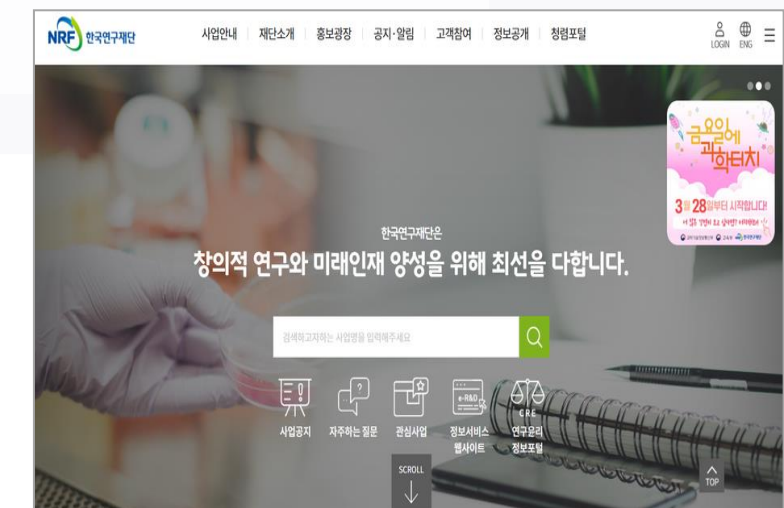 NRF 한국연구재단
사업안내 재단소개 홍보광장 공지·알림 고객참여 정보공개 청렴포털
LOGIN ENG
금요일에
과학터치
3월 28일부터 시작합니다!
한국연구재단은
창의적 연구와 미래인재 양성을 위해 최선을 다합니다.
검색하고자하는 사업명을 입력해주세요
e-R&D
CRE
사업공지 자주하는 질문 관심사업 정보서비스 웹사이트 연구윤리 정보포털
SCROLL
TOP